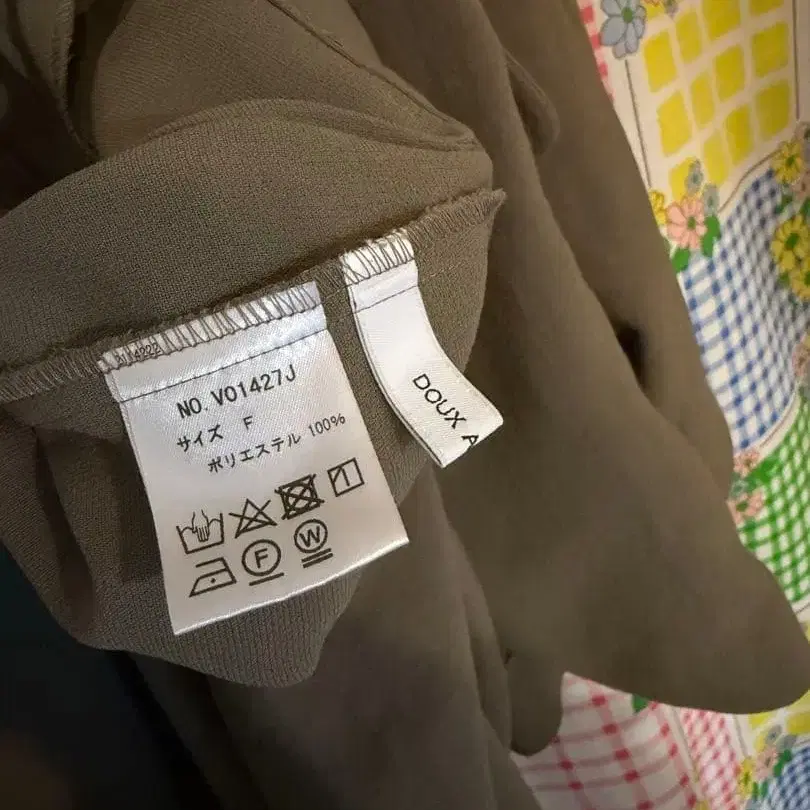 NO. V01427J
サイズ F
ポリエステル 100%
F
W
DOUX A